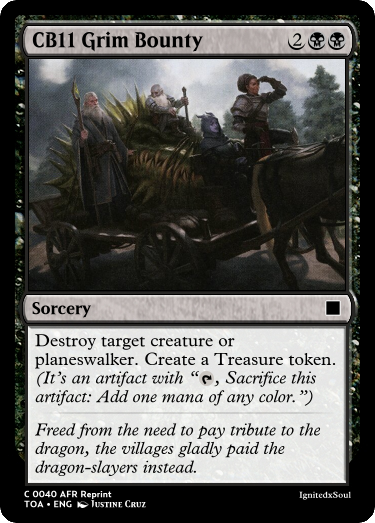 CB11 Grim Bounty 2
Sorcery
Destroy target creature or
planeswalker. Create a Treasure token.
(It's an artifact with “, Sacrifice this
artifact: Add one mana of any color.”)
Freed from the need to pay tribute to the
dragon, the villages gladly paid the
dragon-slayers instead.
C 0040 AFR Reprint
TOA • ENG Justine Cruz
IgnitedxSoul